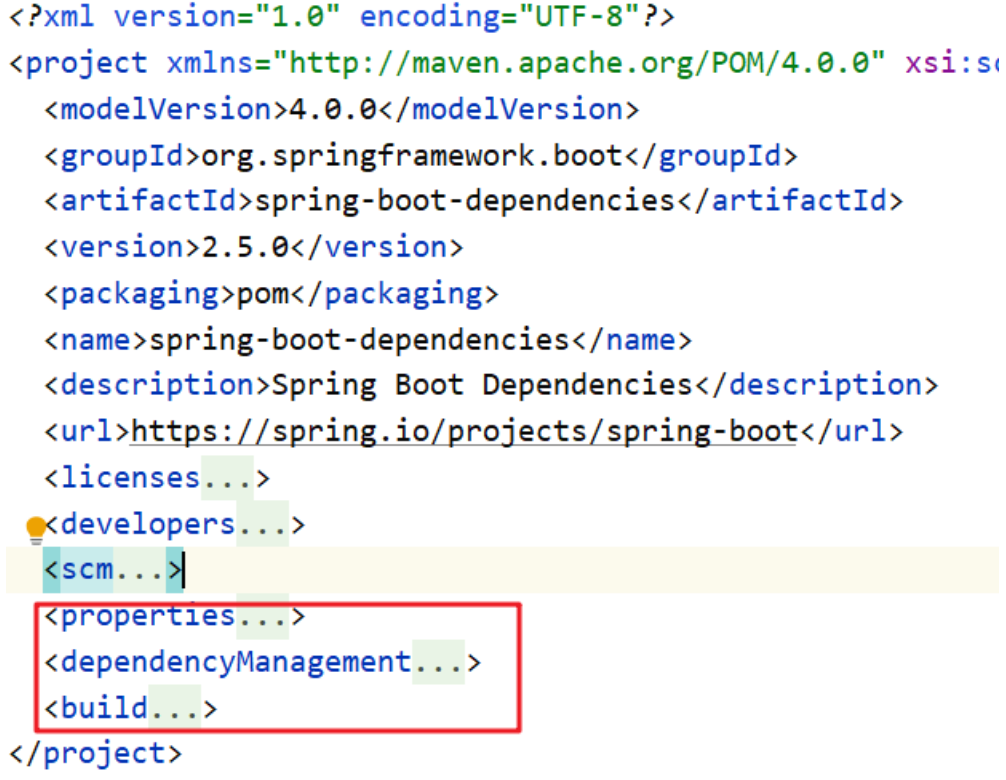 <?xml version="1.0" encoding="UTF-8"?>
<project xmlns="http://maven.apache.org/POM/4.0.0" xsi:sc
<modelVersion>4.0.0</modelVersion>
<groupId>org.springframework.boot</groupId>
<artifactId>spring-boot-dependencies</artifactId>
<version>2.5.0</version>
<packaging>pom</packaging>
<name>spring-boot-dependencies</name>
<description>Spring Boot Dependencies</description>
<url>https://spring.io/projects/spring-boot</url>
<licenses...>
<developers...>
<scm...>
<properties...>
<dependencyManagement...>
<build...>
</project>